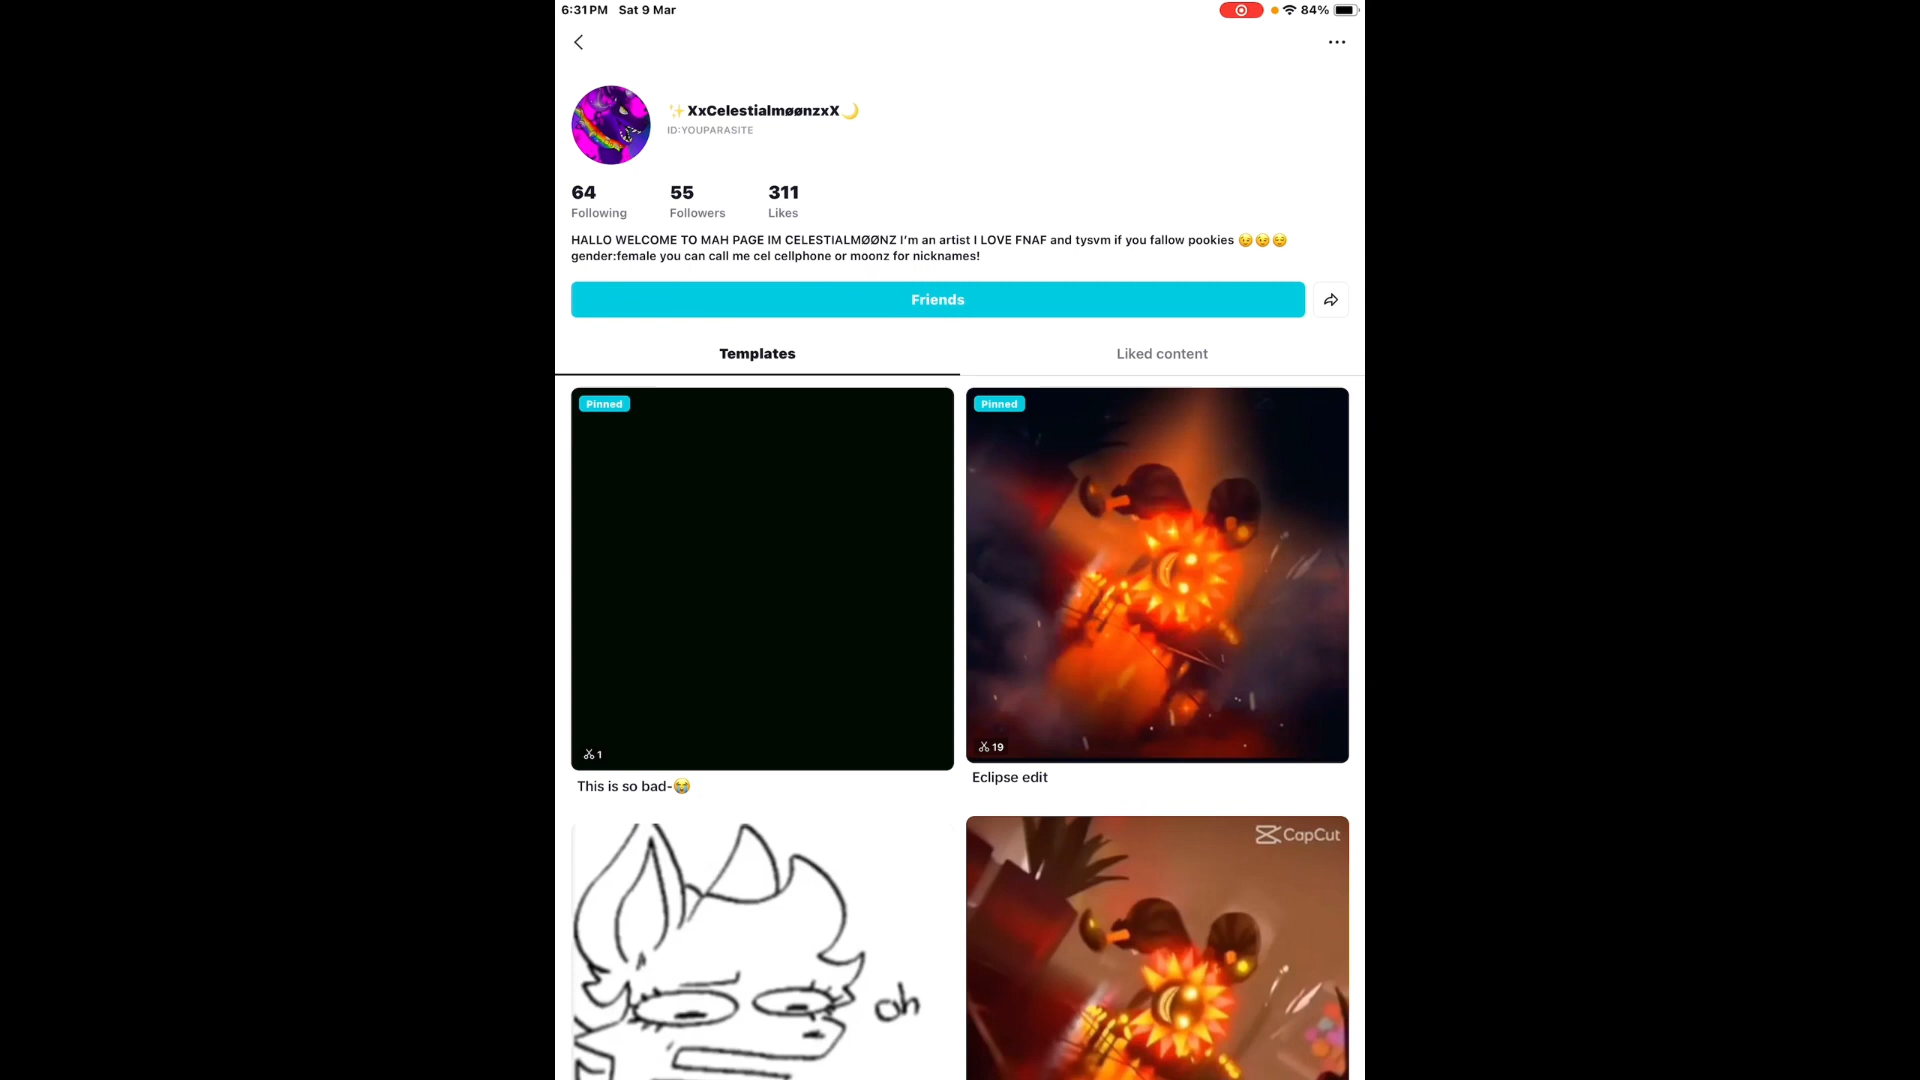 6:31 PM Sat 9 Mar 84%
✨XxCelestialmøønzxX🌙
ID:YOUPARASITE
64 55 311
Following Followers Likes
HALLO WELCOME TO MAH PAGE IM CELESTIALMØØNZ I'm an artist I LOVE FNAF and tysvm if you fallow pookies 😉😉😌
gender:female you can call me cel cellphone or moonz for nicknames!
Friends
Templates Liked content
Pinned Pinned
1 19
This is so bad-😭 Eclipse edit
CapCut
oh